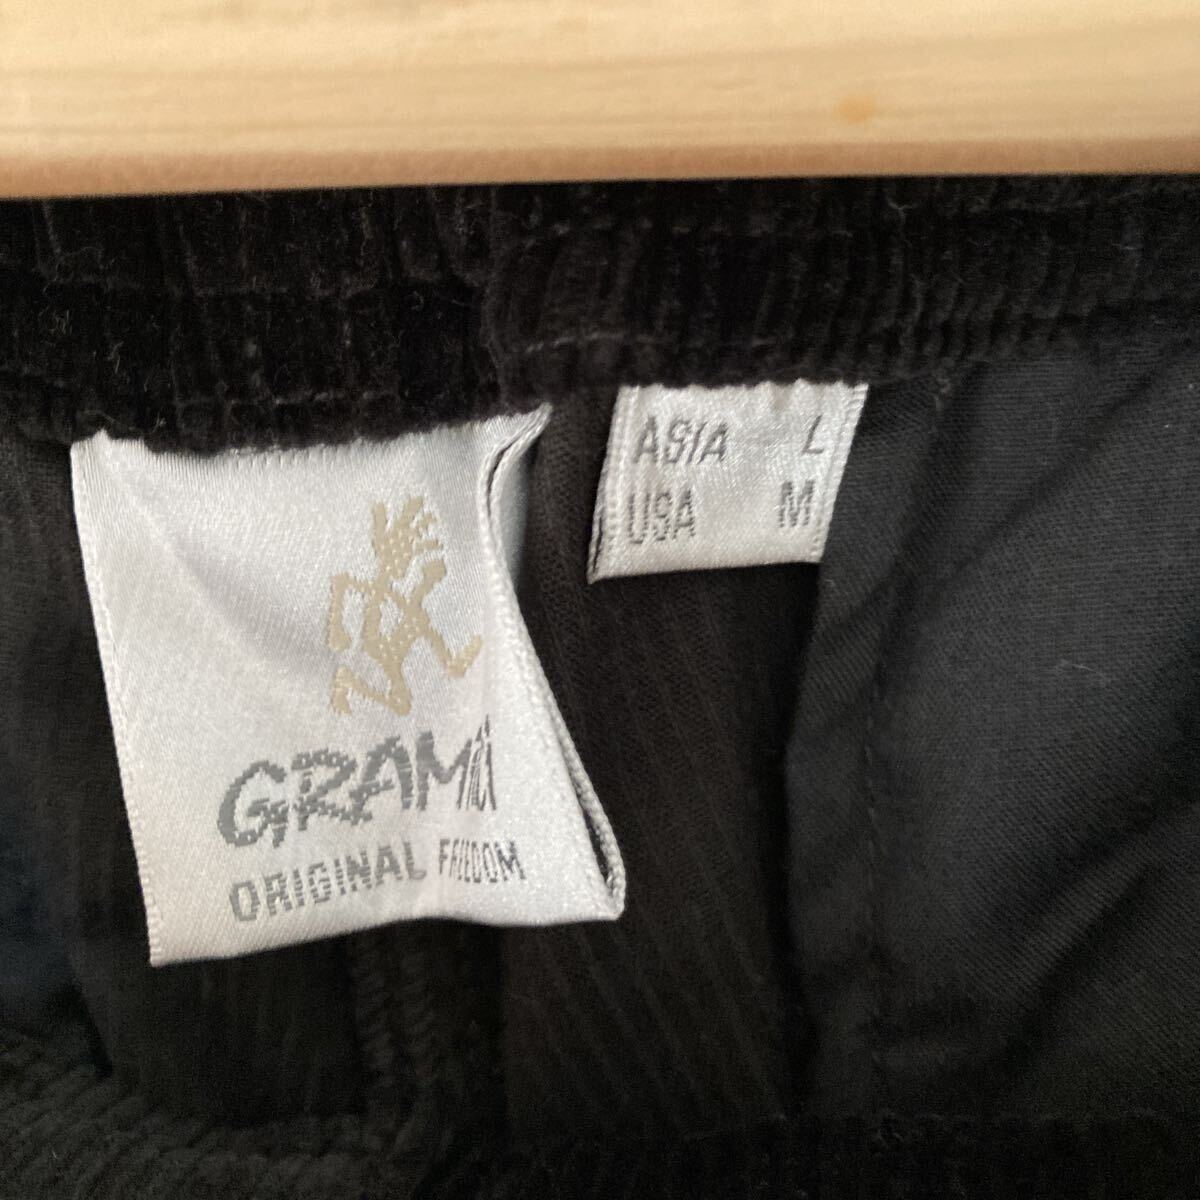 ASIA L
USA M
GRAMiCCi
ORIGINAL FREEDOM